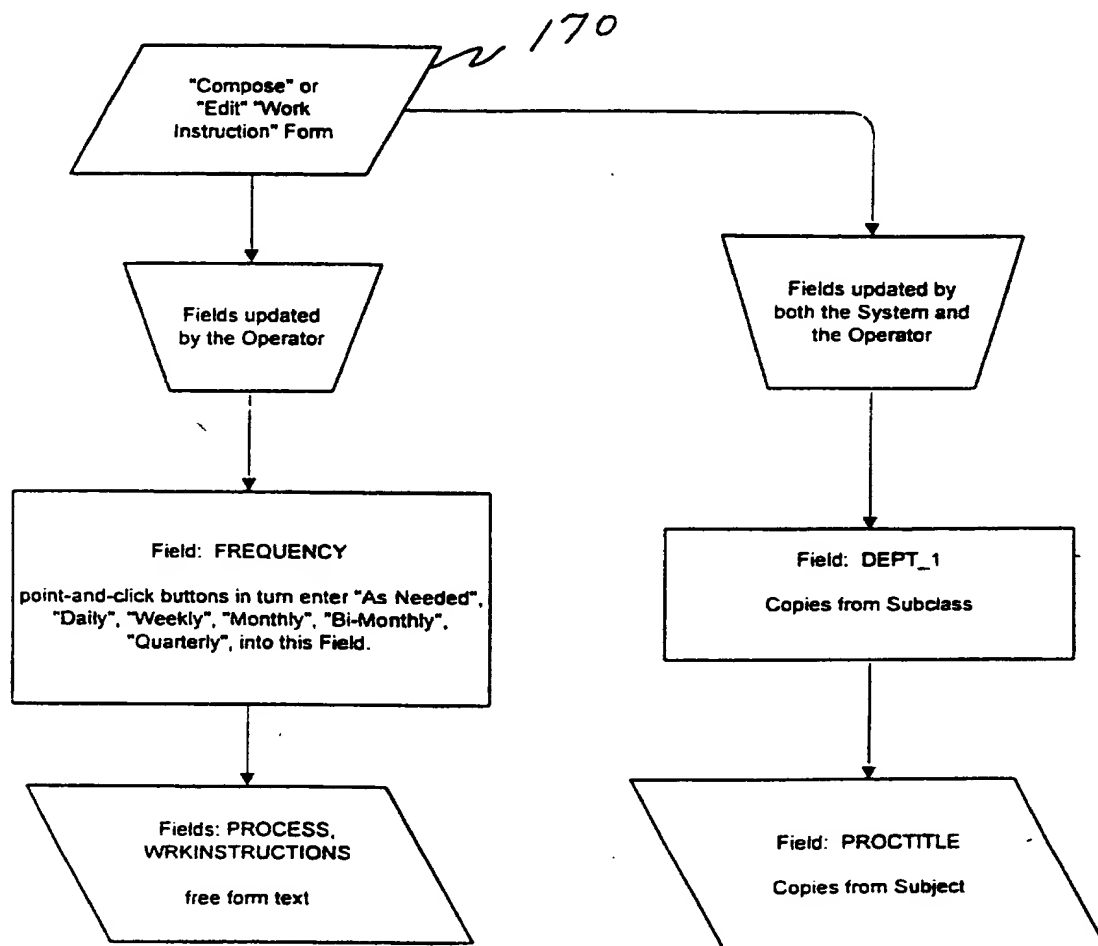 170
"Compose" or
"Edit" "Work
Instruction" Form
Fields updated
by the Operator
Fields updated by
both the System and
the Operator
Field: FREQUENCY
point-and-click buttons in turn enter "As Needed",
"Daily", "Weekly", "Monthly", "Bi-Monthly",
"Quarterly", into this Field.
Field: DEPT_1
Copies from Subclass
Fields: PROCESS,
WRKINSTRUCTIONS
free form text
Field: PROCTITLE
Copies from Subject